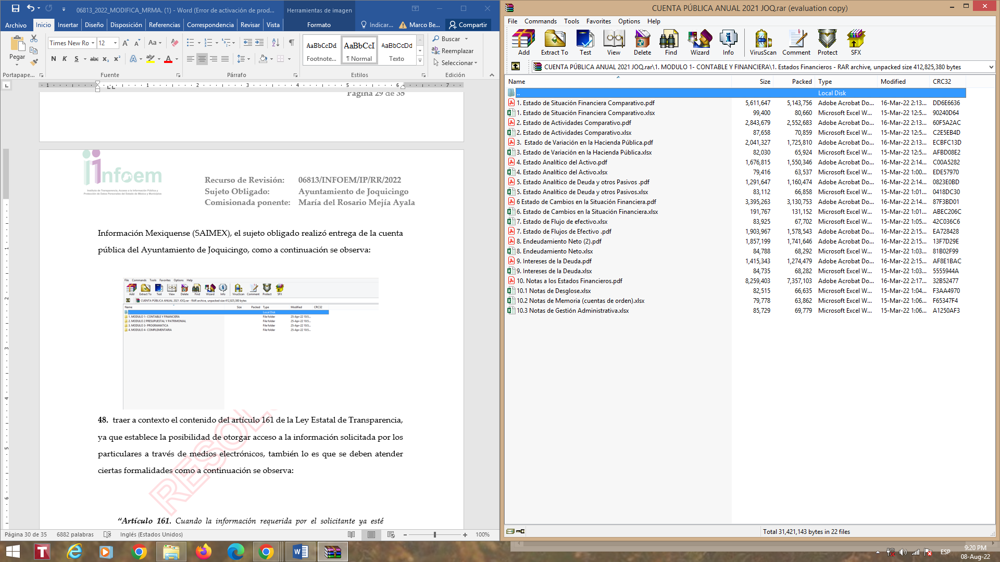 06813_2022_MODIFICA_MRMA. (1) - Word (Error de activación de prod...
Herramientas de imagen
Archivo Inicio Insertar Diseño Disposición Referencias Correspondencia Revisar Vista Formato Indicar... Marco Be... Compartir
Pegar
Times New Ro 12
AaBbCcDd AaBbCcI AaBbCcDd
Footnote... ¶ Normal Texto
Buscar
Reemplazar
Seleccionar
Portapape... Fuente Párrafo Estilos Edición
Página 29 de 35
infoem
Instituto de Transparencia, Acceso a la Información Pública y
Protección de Datos Personales del Estado de México y Municipios
Recurso de Revisión: 06813/INFOEM/IP/RR/2022
Sujeto Obligado: Ayuntamiento de Joquicingo
Comisionada ponente: María del Rosario Mejía Ayala
Información Mexiquense (SAIMEX), el sujeto obligado realizó entrega de la cuenta
pública del Ayuntamiento de Joquicingo, como a continuación se observa:
File Commands Tools Favorites Options Help
Add Extract To Test View Delete Find Wizard Info VirusScan Comment Protect SFX
CUENTA PÚBLICA ANUAL 2021 JOQ.rar - RAR archive, unpacked size 412,825,380 bytes
Name Size Packed Type Modified CRC32
Local Disk
1. MODULO 1- CONTABLE Y FINANCIERA File folder 25-Apr-22 10:5...
2. MODULO 2 PRESUPUESTAL Y PATRIMONIAL File folder 25-Apr-22 10:5...
3. MODULO 3- PROGRAMATICA File folder 25-Apr-22 10:5...
4. MODULO 4- COMPLEMENTARIA File folder 25-Apr-22 10:5...
48. traer a contexto el contenido del artículo 161 de la Ley Estatal de Transparencia,
ya que establece la posibilidad de otorgar acceso a la información solicitada por los
particulares a través de medios electrónicos, también lo es que se deben atender
ciertas formalidades como a continuación se observa:
RESOL
“Artículo 161. Cuando la información requerida por el solicitante ya esté
Página 30 de 35 6882 palabras Inglés (Estados Unidos) 100%
CUENTA PÚBLICA ANUAL 2021 JOQ.rar (evaluation copy)
File Commands Tools Favorites Options Help
Add Extract To Test View Delete Find Wizard Info VirusScan Comment Protect SFX
CUENTA PÚBLICA ANUAL 2021 JOQ.rar\1. MODULO 1- CONTABLE Y FINANCIERA\1. Estados Financieros - RAR archive, unpacked size 412,825,380 bytes
Name Size Packed Type Modified CRC32
.. Local Disk
1. Estado de Situación Financiera Comparativo.pdf 5,611,647 5,143,756 Adobe Acrobat Do... 16-Mar-22 2:13... DD6E6636
1. Estado de Situación Financiera Comparativo.xlsx 99,400 80,660 Microsoft Excel W... 15-Mar-22 12:5... 90240D64
2. Estado de Actividades Comparativo.pdf 2,843,679 2,552,683 Adobe Acrobat Do... 16-Mar-22 2:13... 60F5A2AC
2. Estado de Actividades Comparativo.xlsx 87,658 70,859 Microsoft Excel W... 15-Mar-22 12:5... C2E5EB4D
3. Estado de Variación en la Hacienda Pública.pdf 2,041,327 1,725,810 Adobe Acrobat Do... 16-Mar-22 2:13... ECBFC13D
3. Estado de Variación en la Hacienda Pública.xlsx 82,030 65,924 Microsoft Excel W... 15-Mar-22 12:5... AFBD08E2
4. Estado Analítico del Activo.pdf 1,676,815 1,550,346 Adobe Acrobat Do... 16-Mar-22 2:14... C00A5282
4. Estado Analítico del Activo.xlsx 79,416 63,537 Microsoft Excel W... 15-Mar-22 1:00... EDE57970
5. Estado Analítico de Deuda y otros Pasivos .pdf 1,291,647 1,160,474 Adobe Acrobat Do... 16-Mar-22 2:14... 0823E0BD
5. Estado Analítico de Deuda y otros Pasivos.xlsx 83,112 66,858 Microsoft Excel W... 15-Mar-22 1:01... 0418DC30
6 Estado de Cambios en la Situación Financiera.pdf 3,395,263 3,130,753 Adobe Acrobat Do... 16-Mar-22 2:14... 87F3BD01
6. Estado de Cambios en la Situación Financiera.xlsx 191,767 131,152 Microsoft Excel W... 15-Mar-22 1:01... ABEC206C
7. Estado de Flujo de efectivo.xlsx 83,925 67,702 Microsoft Excel W... 15-Mar-22 1:05... 42C036C6
7. Estado de Flujos de Efectivo .pdf 1,903,967 1,578,543 Adobe Acrobat Do... 16-Mar-22 2:15... EA728428
8. Endeudamiento Neto (2).pdf 1,857,199 1,741,646 Adobe Acrobat Do... 16-Mar-22 2:15... 13F7D29E
8. Endeudamiento Neto.xlsx 84,788 68,292 Microsoft Excel W... 15-Mar-22 1:03... 81B02F99
9. Intereses de la Deuda.pdf 1,415,343 1,274,479 Adobe Acrobat Do... 16-Mar-22 2:15... AF8E1BAC
9. Intereses de la Deuda.xlsx 84,735 68,282 Microsoft Excel W... 15-Mar-22 1:03... 5555944A
10. Notas a los Estados Financieros.pdf 8,259,403 7,357,103 Adobe Acrobat Do... 16-Mar-22 2:17... 32B52477
10.1 Notas de Desglose.xlsx 82,515 66,635 Microsoft Excel W... 15-Mar-22 1:04... F3AA4970
10.2 Notas de Memoria (cuentas de orden).xlsx 79,778 63,862 Microsoft Excel W... 15-Mar-22 1:06... F65347F4
10.3 Notas de Gestión Administrativa.xlsx 85,729 69,779 Microsoft Excel W... 15-Mar-22 1:06... A1250AF3
Total 31,421,143 bytes in 22 files
ESP
9:20 PM
08-Aug-22